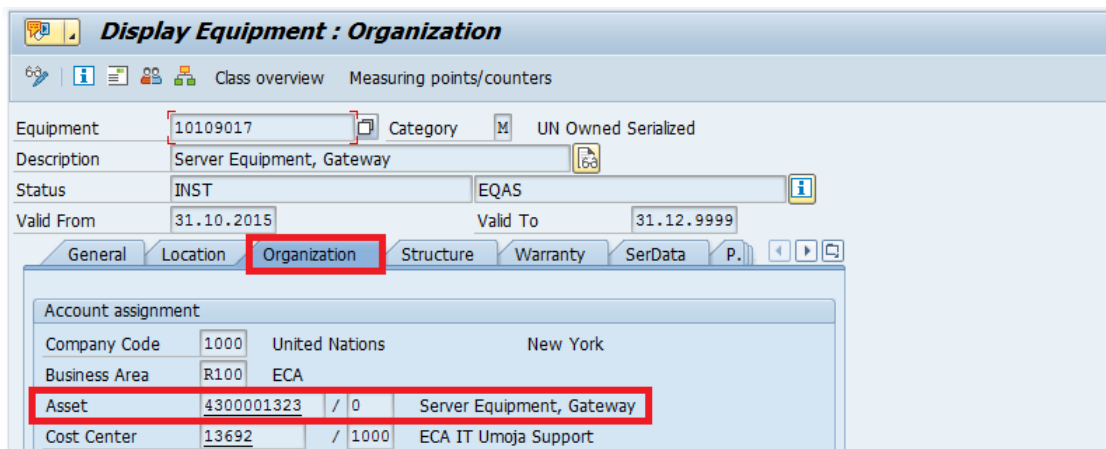 Display Equipment : Organization
Class overview Measuring points/counters
Equipment 10109017 Category M UN Owned Serialized
Description Server Equipment, Gateway
Status INST EQAS
Valid From 31.10.2015 Valid To 31.12.9999
General Location Organization Structure Warranty SerData P.
Account assignment
Company Code 1000 United Nations New York
Business Area R100 ECA
Asset 4300001323 / 0 Server Equipment, Gateway
Cost Center 13692 / 1000 ECA IT Umoja Support